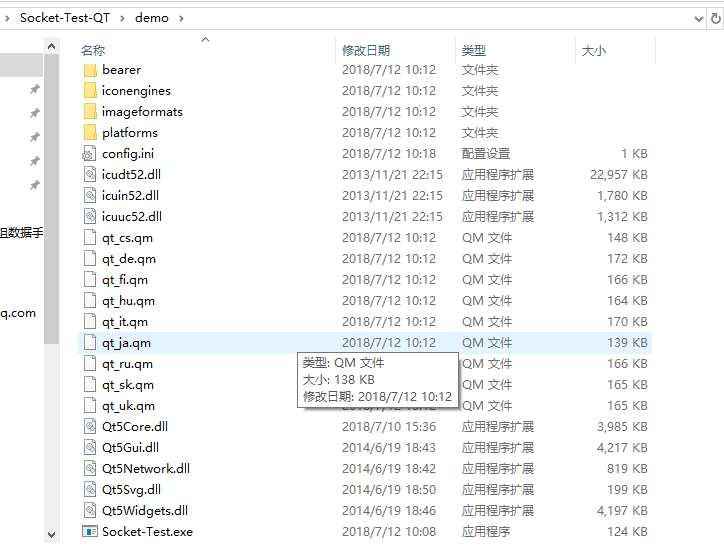 Socket-Test-QT > demo >
名称 修改日期 类型 大小
bearer 2018/7/12 10:12 文件夹
iconengines 2018/7/12 10:12 文件夹
imageformats 2018/7/12 10:12 文件夹
platforms 2018/7/12 10:12 文件夹
config.ini 2018/7/12 10:18 配置设置 1 KB
icudt52.dll 2013/11/21 22:15 应用程序扩展 22,957 KB
icuin52.dll 2013/11/21 22:15 应用程序扩展 1,780 KB
icuuc52.dll 2013/11/21 22:15 应用程序扩展 1,312 KB
组数据手 qt_cs.qm 2018/7/12 10:12 QM 文件 148 KB
qt_de.qm 2018/7/12 10:12 QM 文件 172 KB
qt_fi.qm 2018/7/12 10:12 QM 文件 166 KB
qt_hu.qm 2018/7/12 10:12 QM 文件 164 KB
q.com qt_it.qm 2018/7/12 10:12 QM 文件 170 KB
qt_ja.qm 2018/7/12 10:12 QM 文件 139 KB
qt_ru.qm QM 文件 166 KB
类型: QM 文件
qt_sk.qm QM 文件 165 KB
大小: 138 KB
qt_uk.qm QM 文件 165 KB
修改日期: 2018/7/12 10:12
Qt5Core.dll 2018/7/10 15:36 应用程序扩展 3,985 KB
Qt5Gui.dll 2014/6/19 18:43 应用程序扩展 4,217 KB
Qt5Network.dll 2014/6/19 18:42 应用程序扩展 819 KB
Qt5Svg.dll 2014/6/19 18:50 应用程序扩展 199 KB
Qt5Widgets.dll 2014/6/19 18:46 应用程序扩展 4,197 KB
Socket-Test.exe 2018/7/12 10:08 应用程序 124 KB